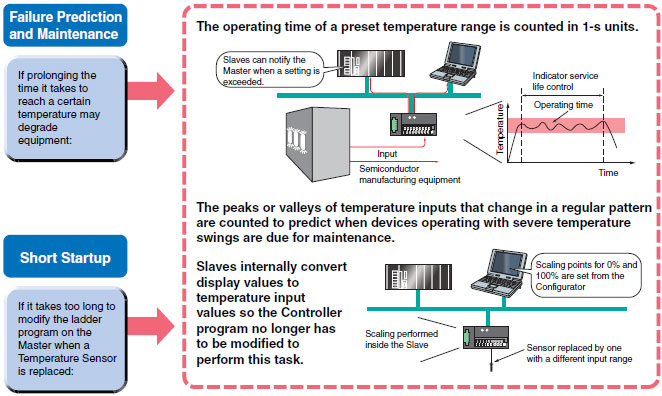 Failure Prediction
and Maintenance
If prolonging the
time it takes to
reach a certain
temperature may
degrade
equipment:
The operating time of a preset temperature range is counted in 1-s units.
Slaves can notify the
Master when a setting is
exceeded.
Input
Semiconductor
manufacturing equipment
Indicator service
life control
Operating time
Temperature
Time
The peaks or valleys of temperature inputs that change in a regular pattern
are counted to predict when devices operating with severe temperature
swings are due for maintenance.
Short Startup
If it takes too long to
modify the ladder
program on the
Master when a
Temperature Sensor
is replaced:
Slaves internally convert
display values to
temperature input
values so the Controller
program no longer has
to be modified to
perform this task.
Scaling points for 0% and
100% are set from the
Configurator
Scaling performed
inside the Slave
Sensor replaced by one
with a different input range